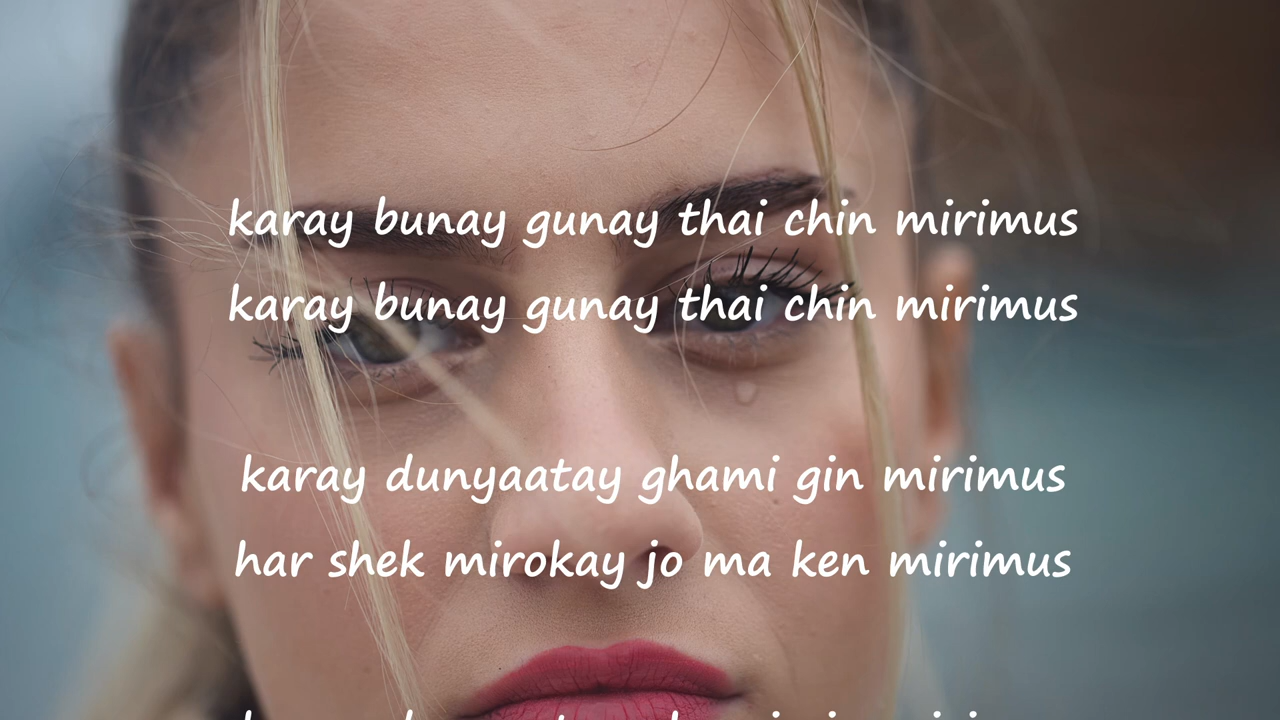 karay bunay gunay thai chin mirimus
karay bunay gunay thai chin mirimus
karay dunyaatay ghami gin mirimus
har shek mirokay jo ma ken mirimus